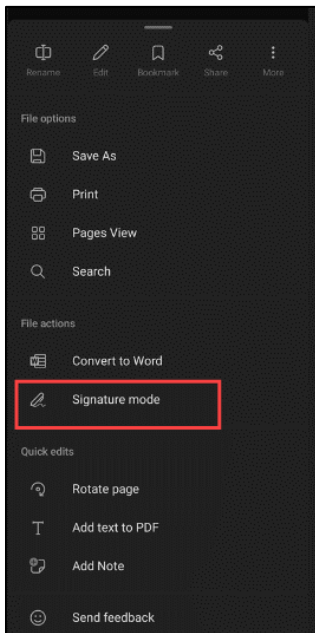 Rename Edit Bookmark Share More
File options
Save As
Print
Pages View
Search
File actions
Convert to Word
Signature mode
Quick edits
Rotate page
Add text to PDF
Add Note
Send feedback